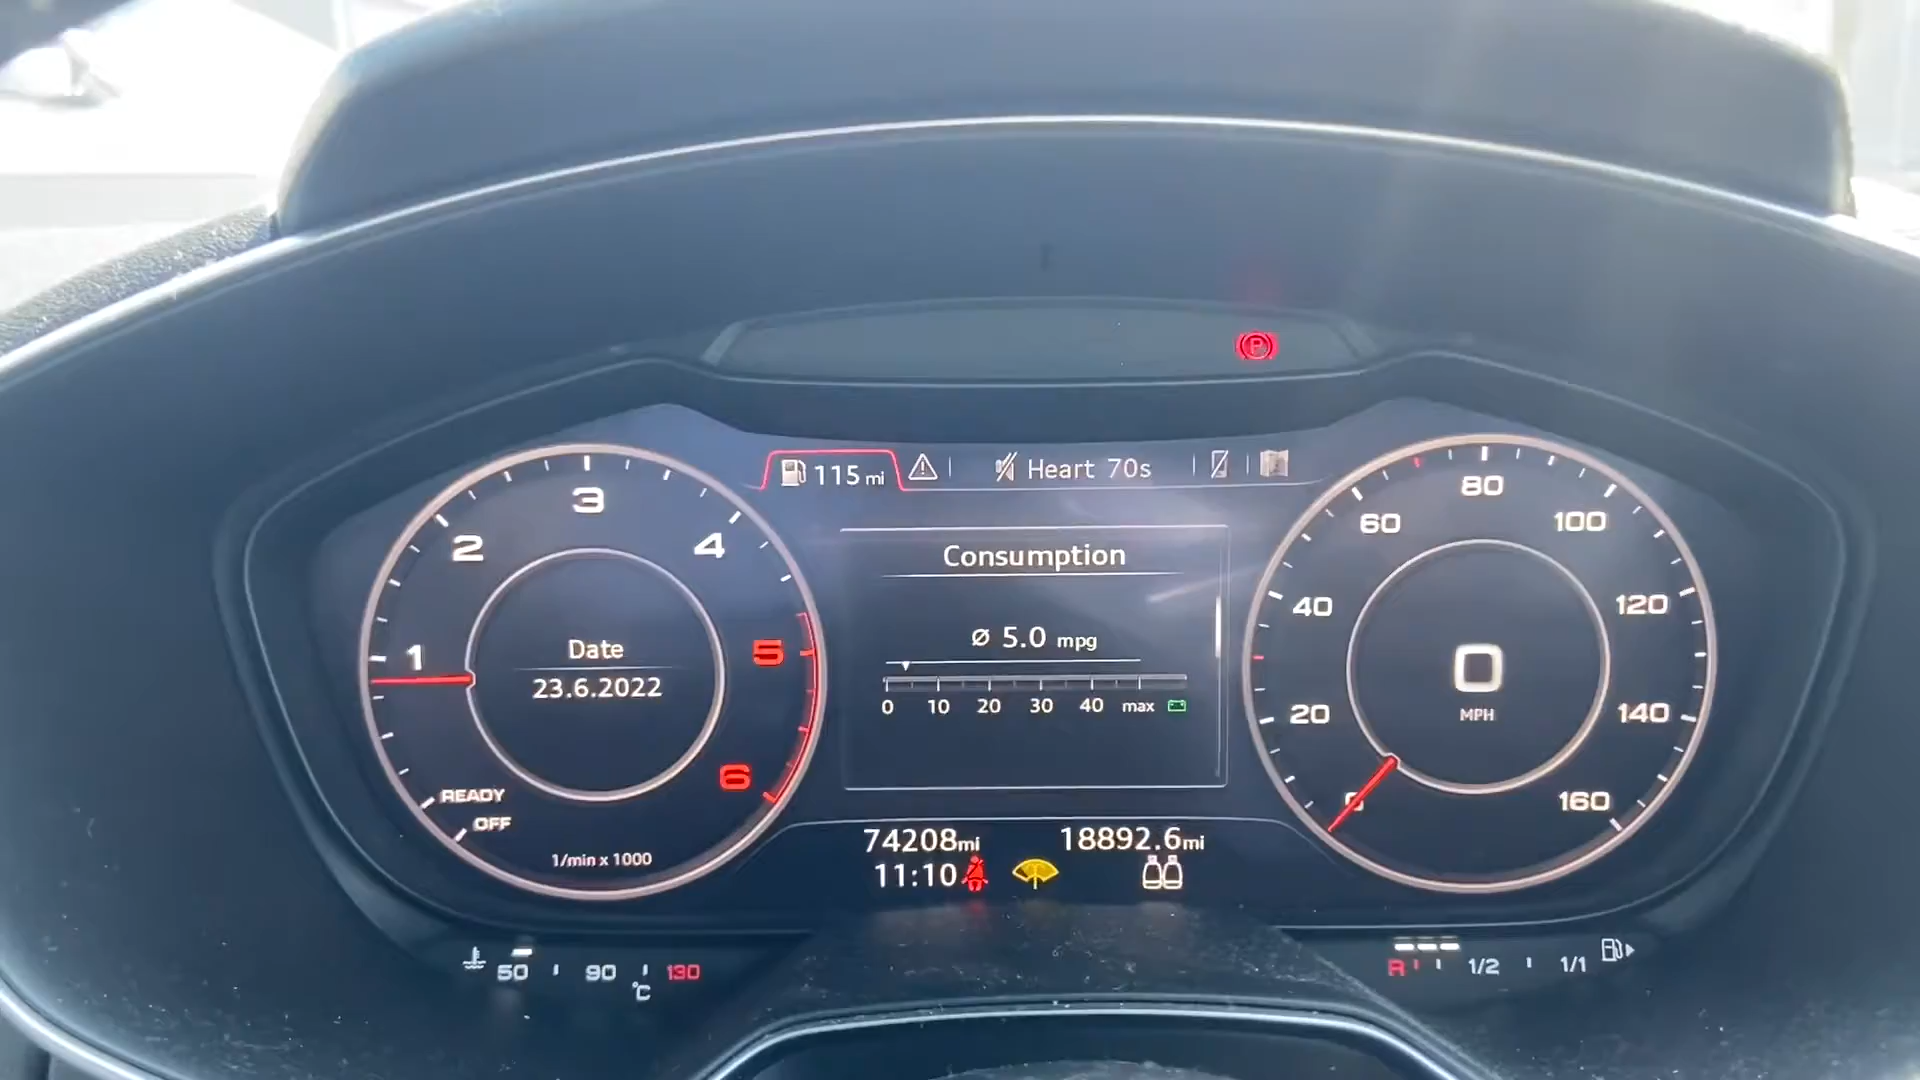 P
115 mi
Heart 70s
Consumption
ø 5.0 mpg
0 10 20 30 40 max
1 2 3 4 5 6
Date
23.6.2022
READY
OFF
1/min x 1000
0 20 40 60 80 100 120 140 160
0
MPH
74208mi 18892.6mi
11:10
50 90 130
°C
R 1/2 1/1